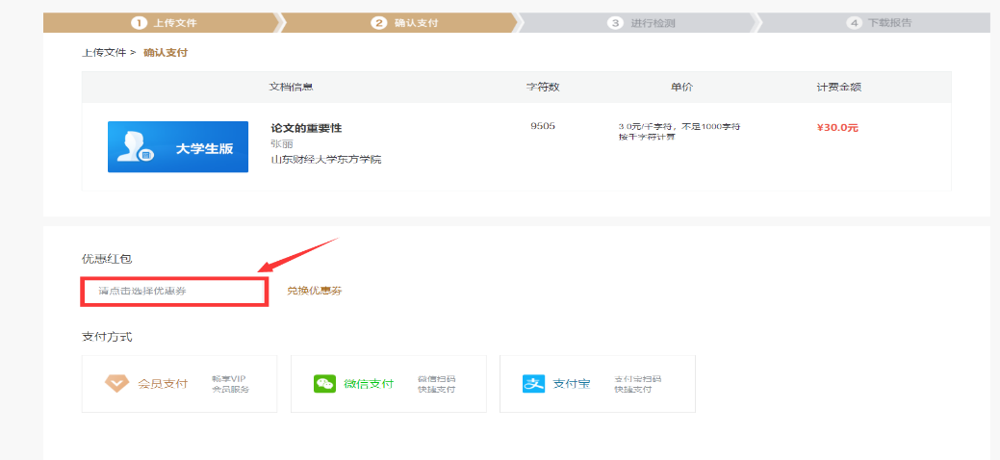 1 上传文件
2 确认支付
3 进行检测
4 下载报告
上传文件 > 确认支付
文档信息 字符数 单价 计费金额
大学生版
论文的重要性
张丽
山东财经大学东方学院
9505
3.0元/千字符，不足1000字符
按千字符计算
¥30.0元
优惠红包
请点击选择优惠券
兑换优惠券
支付方式
会员支付
畅享VIP
会员服务
微信支付
微信扫码
快捷支付
支付宝
支付宝扫码
快捷支付